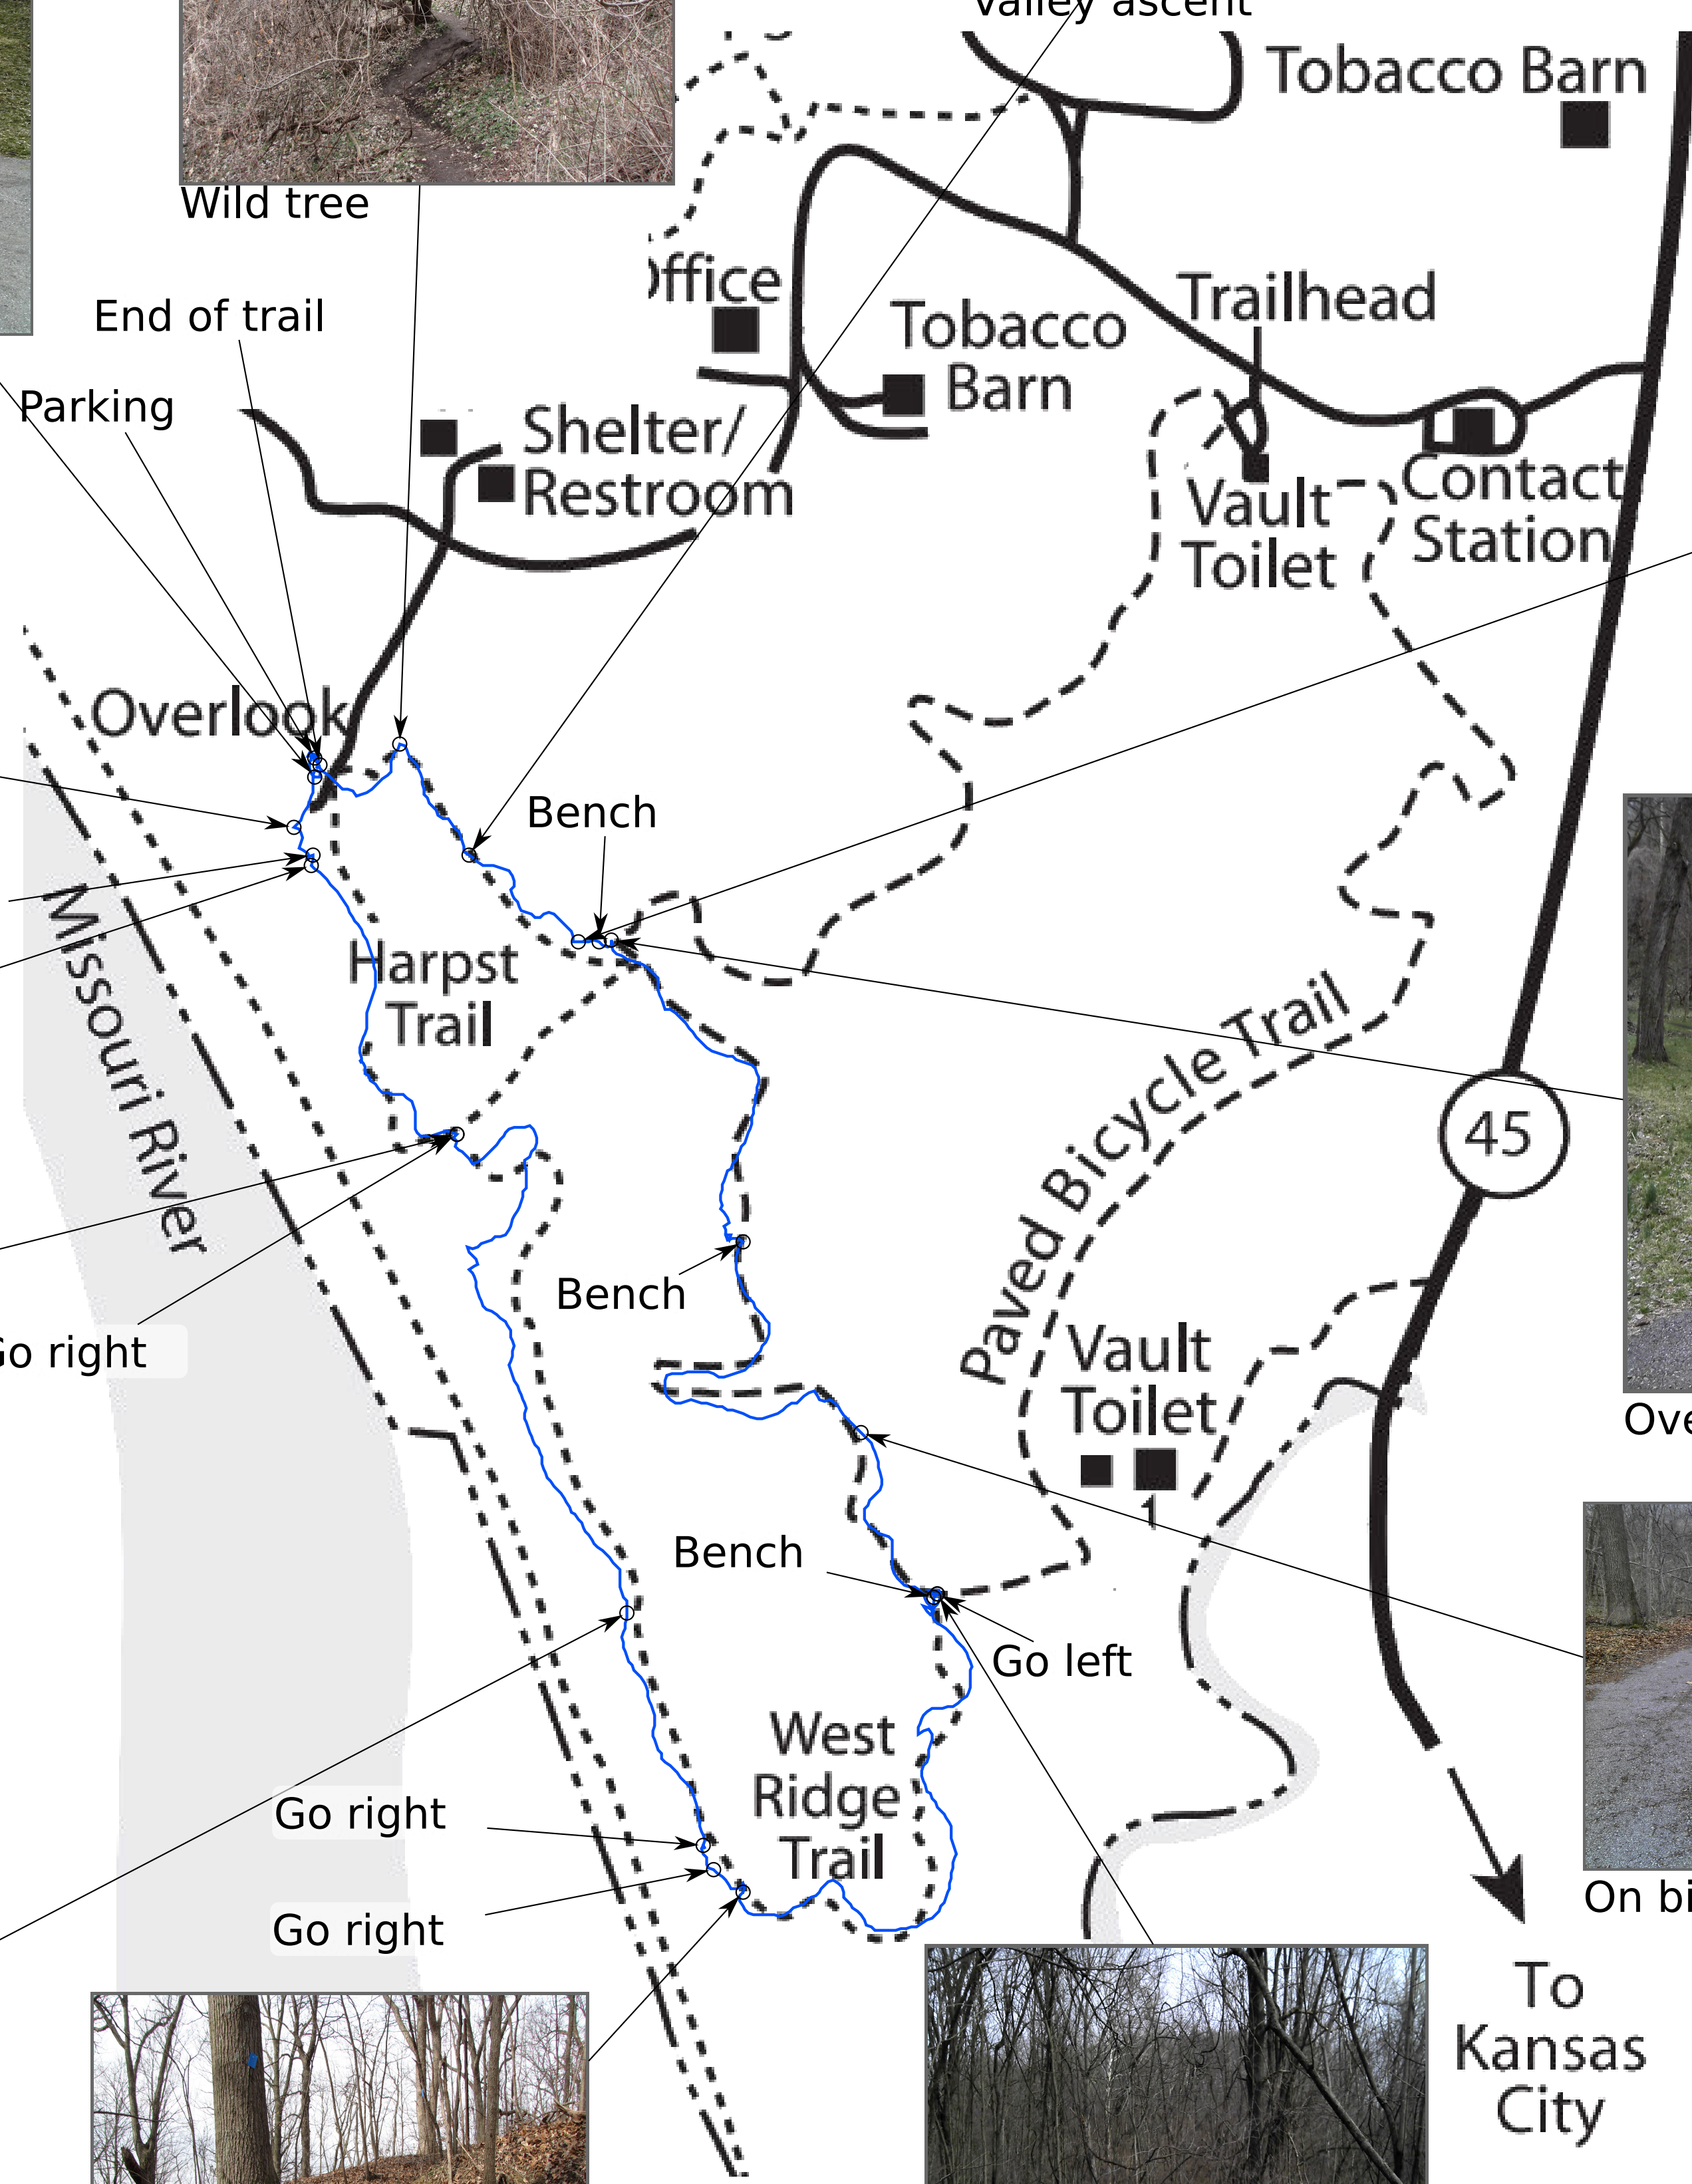 Valley ascent
Tobacco Barn
Wild tree
Office
Trailhead
End of trail
Tobacco
Barn
Parking
Shelter/
Restroom
Contact
Station
Vault
Toilet
Overlook
Bench
Missouri River
Harpst
Trail
Paved Bicycle Trail
45
Bench
Go right
Vault
Toilet
1
Bench
Go left
West
Ridge
Trail
Go right
Go right
To
Kansas
City